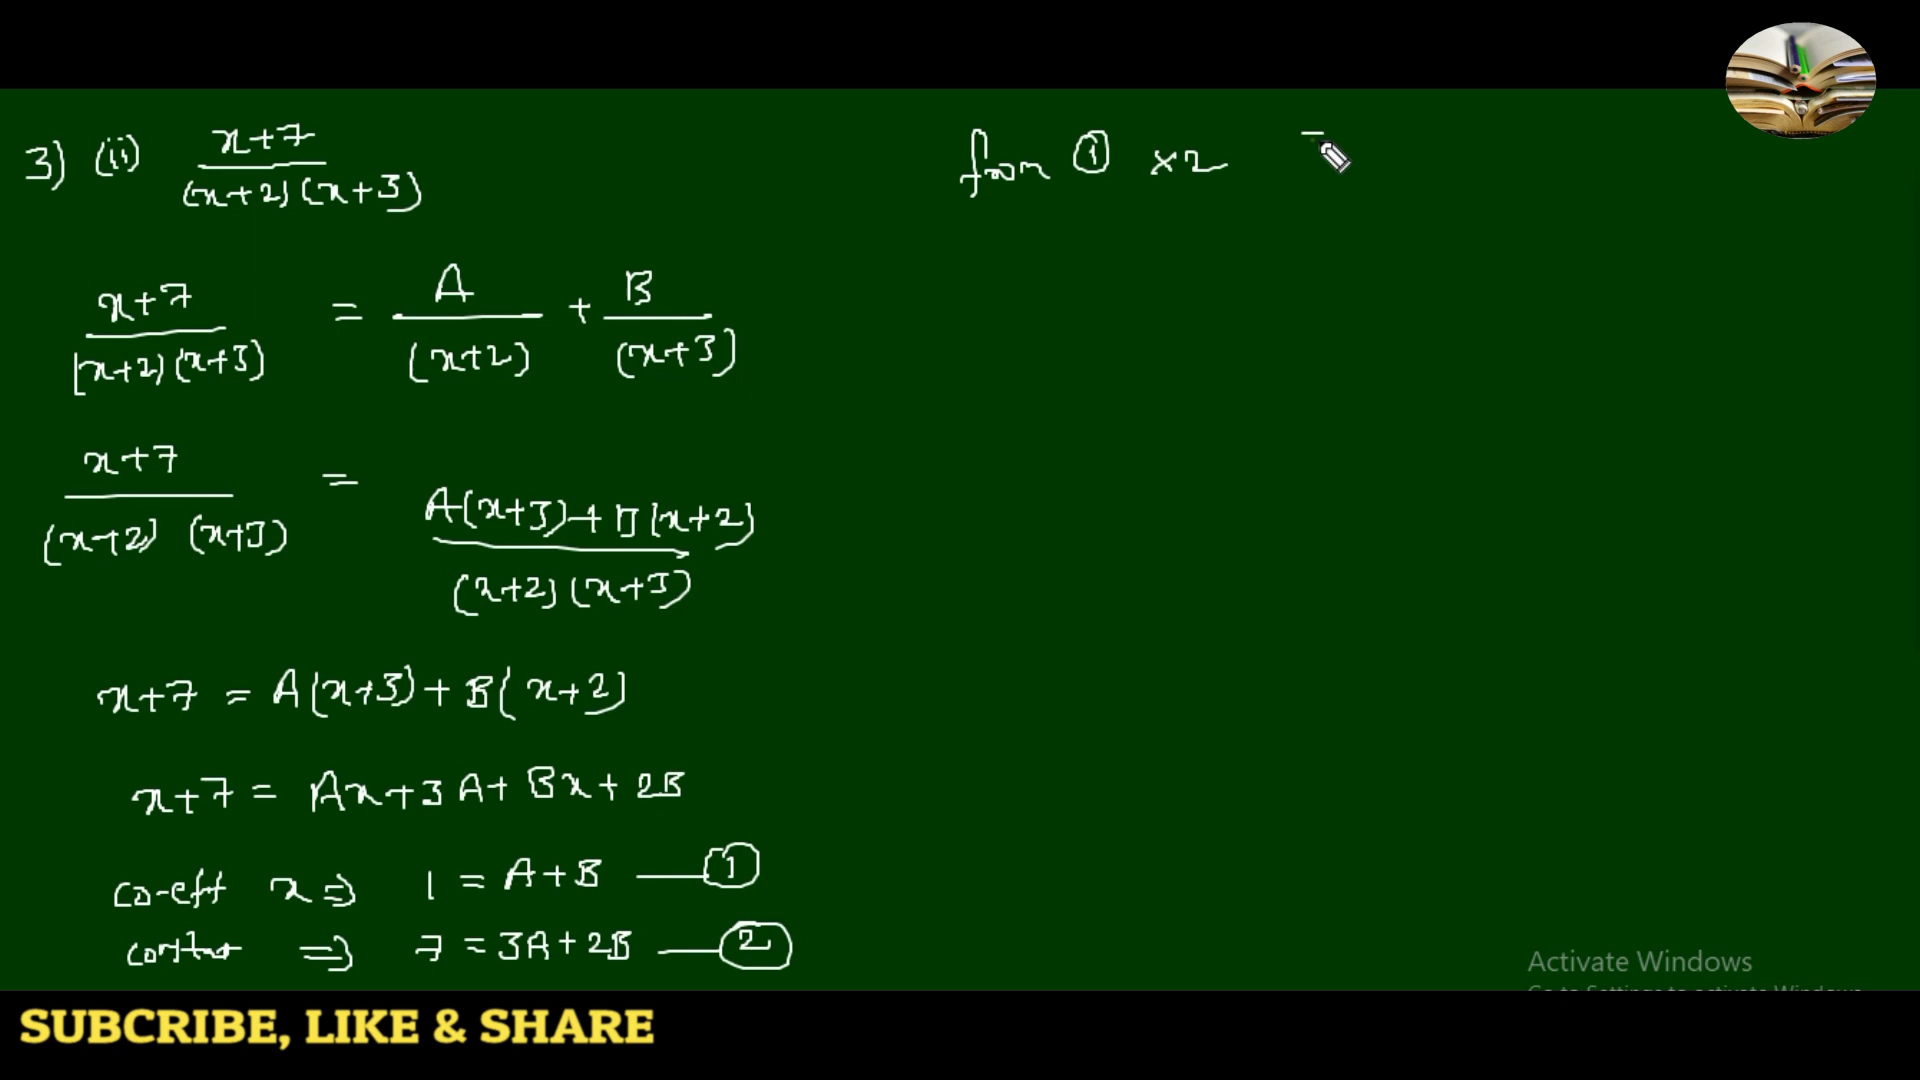 3) (ii) x+7
(x+2)(x+3)
x+7 = A + B
(x+2)(x+3) (x+2) (x+3)
x+7 =
A(x+3)+B(x+2)
(x+2) (x+3)
(x+2)(x+3)
x+7 = A(x+3)+B(x+2)
x+7 = Ax+3A+Bx+2B
co-eff x ⇒ 1 = A+B — 1
⇒ 7 = 3A+2B — 2
from 1 ×2
Activate Windows
SUBCRIBE, LIKE & SHARE